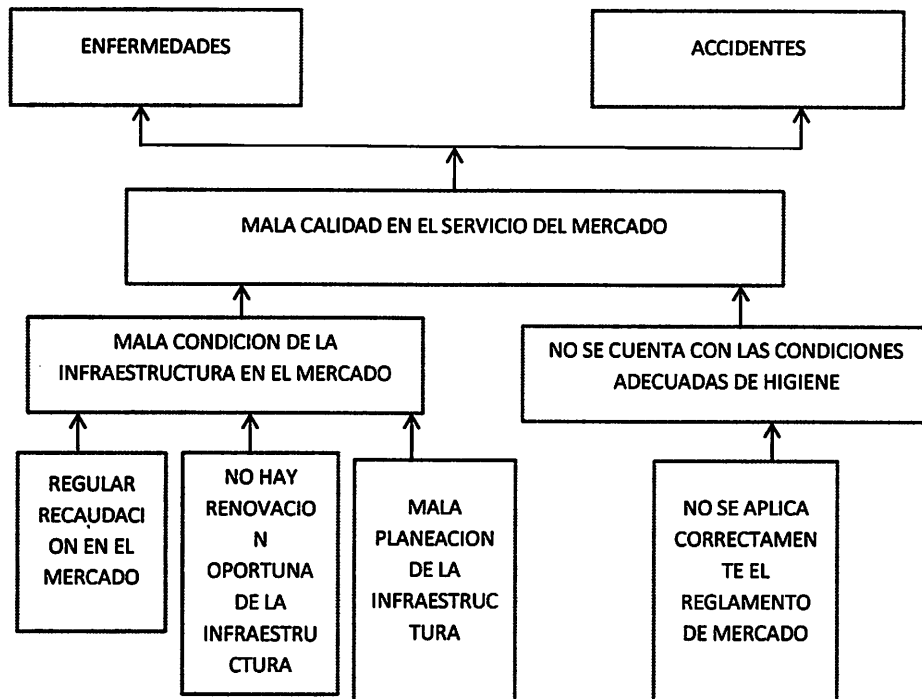 ENFERMEDADES
ACCIDENTES
MALA CALIDAD EN EL SERVICIO DEL MERCADO
MALA CONDICION DE LA
INFRAESTRUCTURA EN EL MERCADO
NO SE CUENTA CON LAS CONDICIONES
ADECUADAS DE HIGIENE
REGULAR
RECAUDACI
ON EN EL
MERCADO
NO HAY
RENOVACIO
N
OPORTUNA
DE LA
INFRAESTRU
CTURA
MALA
PLANEACION
DE LA
INFRAESTRUC
TURA
NO SE APLICA
CORRECTAME
NTE EL
REGLAMENTO
DE MERCADO